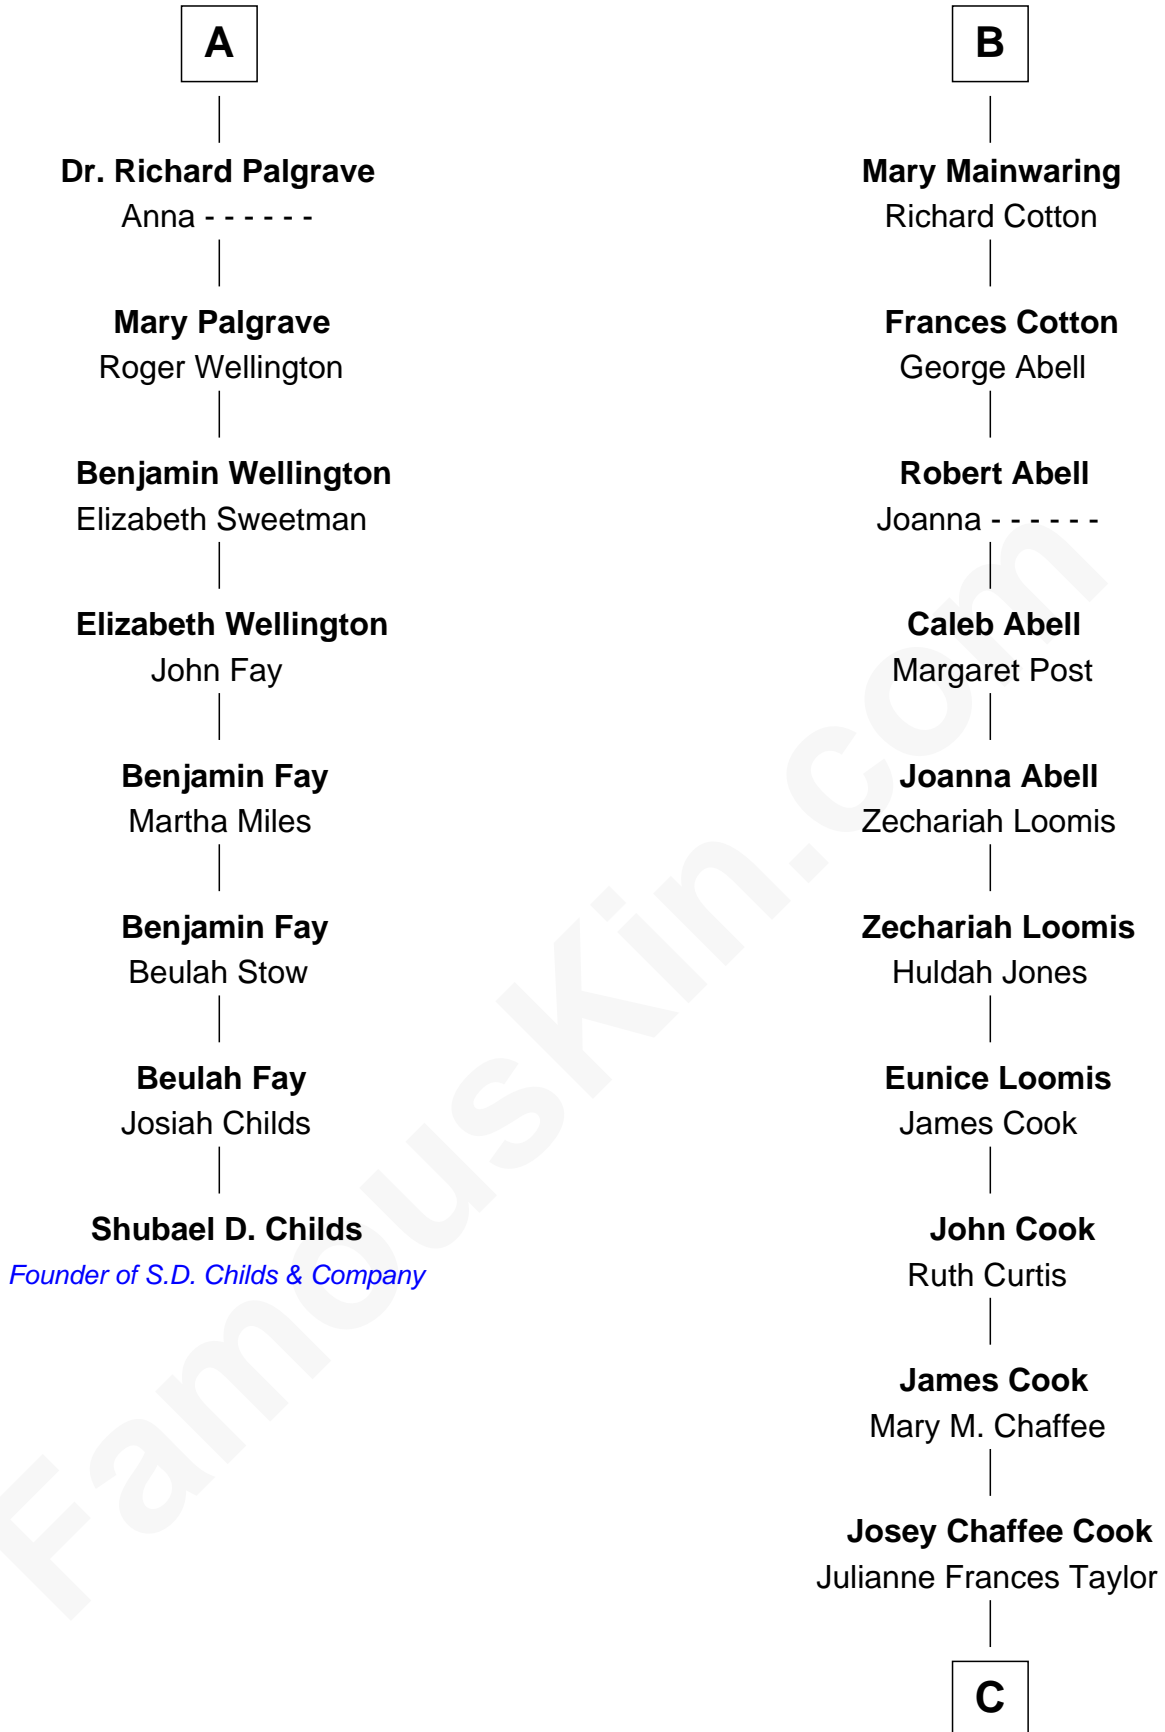 A
Dr. Richard Palgrave
Anna - - - - - -
Mary Palgrave
Roger Wellington
Benjamin Wellington
Elizabeth Sweetman
Elizabeth Wellington
John Fay
Benjamin Fay
Martha Miles
Benjamin Fay
Beulah Stow
Beulah Fay
Josiah Childs
Shubael D. Childs
Founder of S.D. Childs & Company
B
Mary Mainwaring
Richard Cotton
Frances Cotton
George Abell
Robert Abell
Joanna - - - - - -
Caleb Abell
Margaret Post
Joanna Abell
Zechariah Loomis
Zechariah Loomis
Huldah Jones
Eunice Loomis
James Cook
John Cook
Ruth Curtis
James Cook
Mary M. Chaffee
Josey Chaffee Cook
Julianne Frances Taylor
C
FamousKin.com